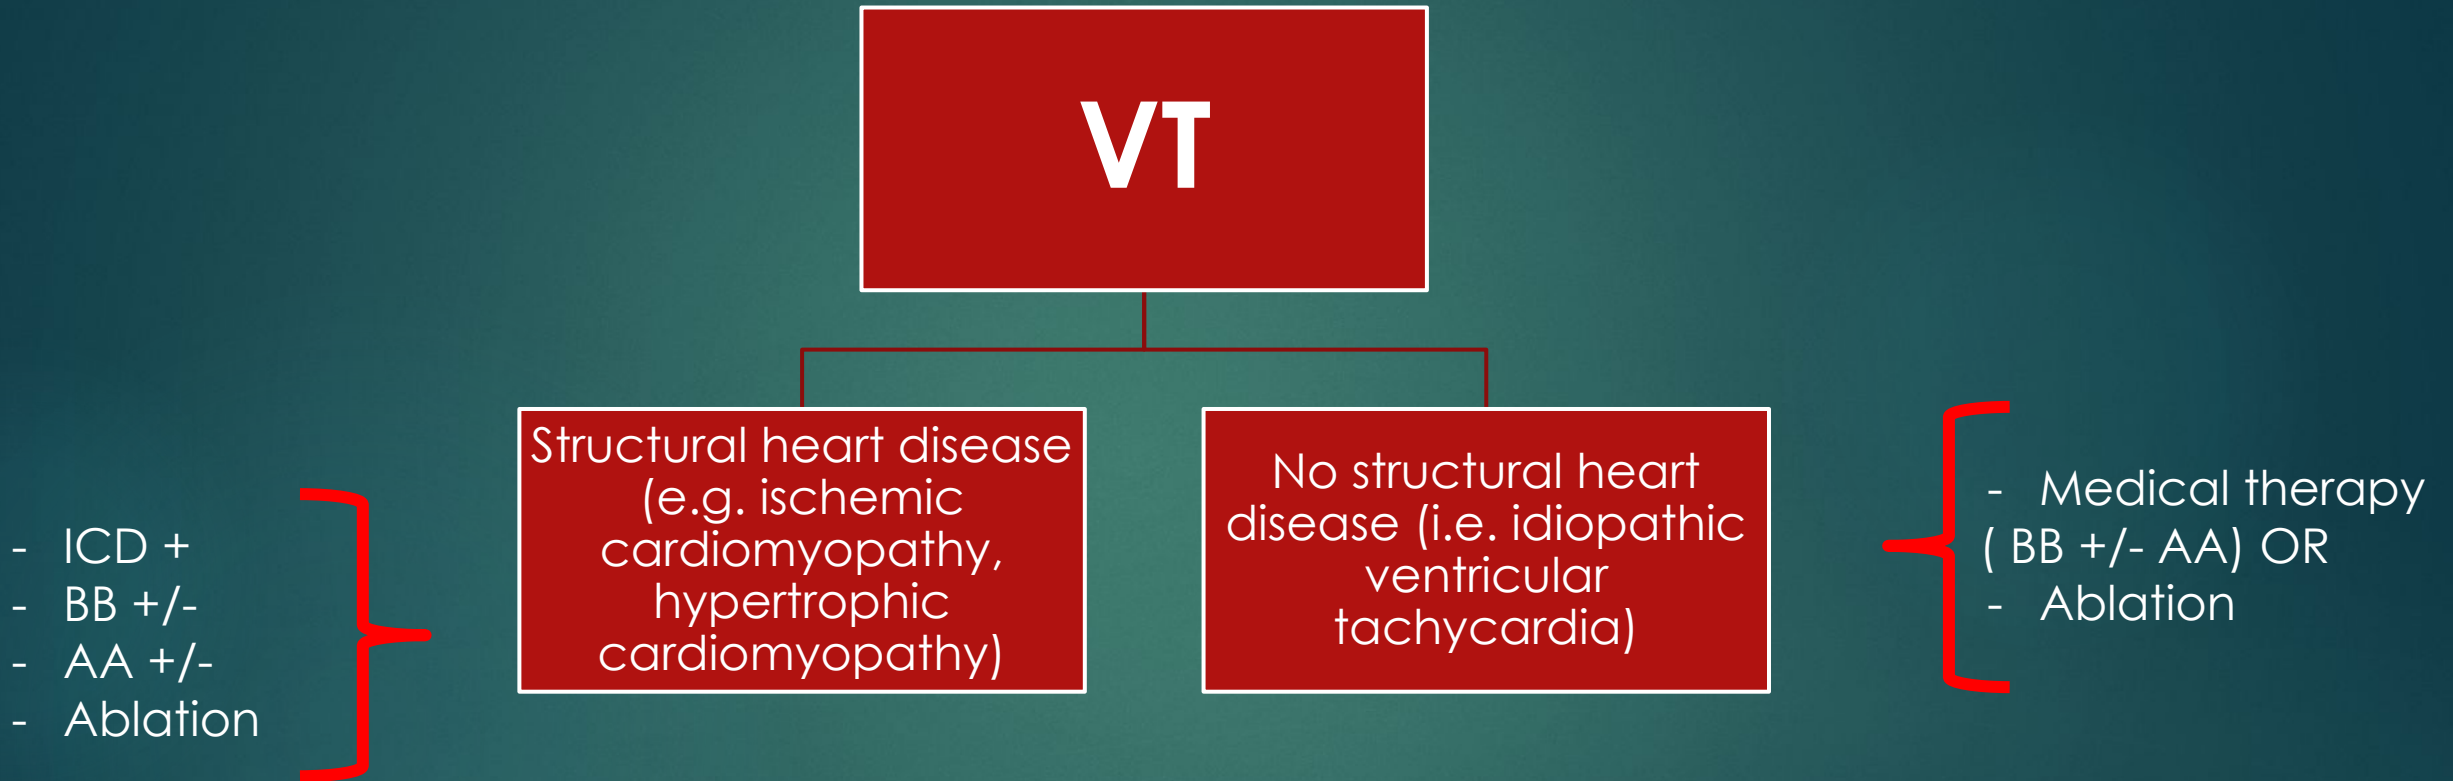 VT
Structural heart disease
(e.g. ischemic
cardiomyopathy,
hypertrophic
cardiomyopathy)
No structural heart
disease (i.e. idiopathic
ventricular
tachycardia)
- ICD +
- BB +/-
- AA +/-
- Ablation
- Medical therapy
( BB +/- AA) OR
- Ablation